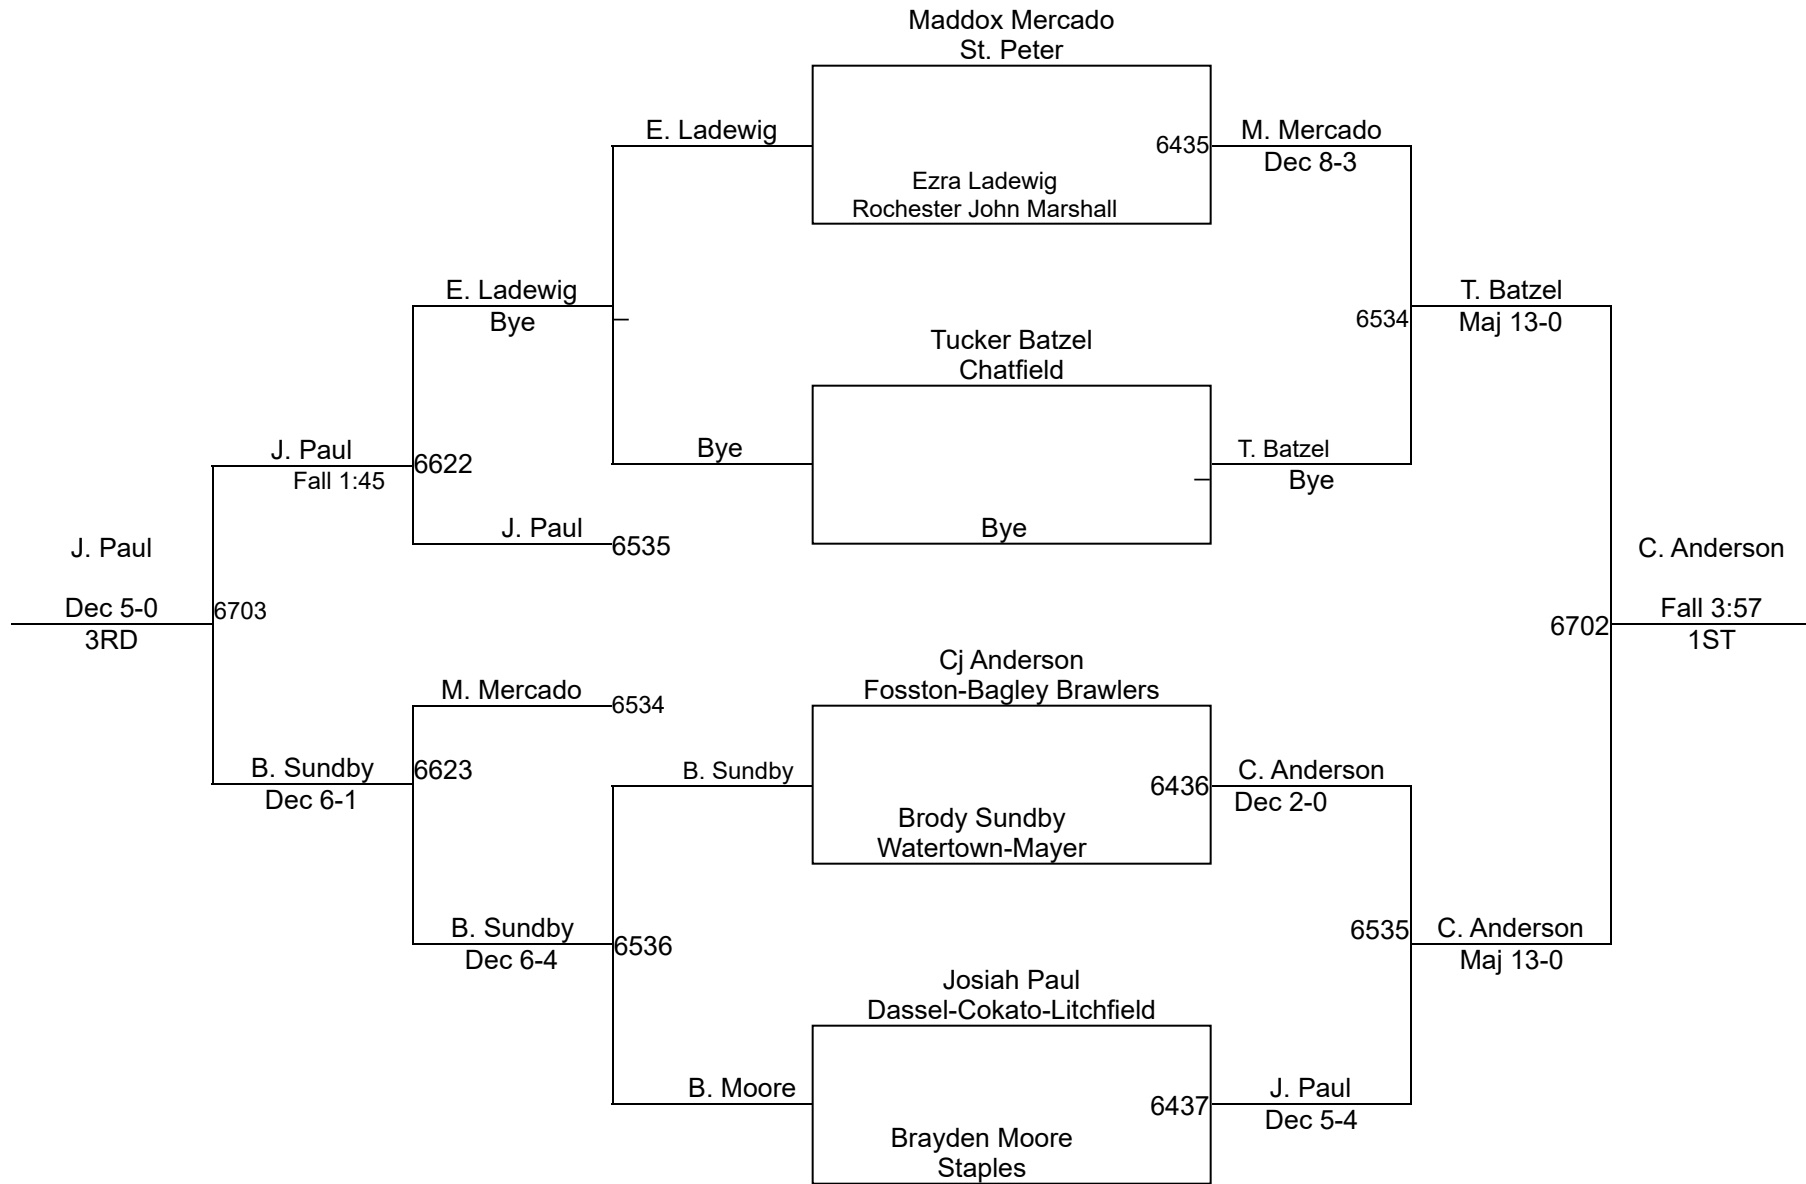 Maddox Mercado
St. Peter
E. Ladewig
6435
M. Mercado
Dec 8-3
Ezra Ladewig
Rochester John Marshall
E. Ladewig
Bye
T. Batzel
Maj 13-0
6534
Tucker Batzel
Chatfield
J. Paul
Fall 1:45
6622
Bye
T. Batzel
Bye
Bye
J. Paul
6535
J. Paul
Dec 5-0
3RD
6703
C. Anderson
Fall 3:57
1ST
6702
M. Mercado
6534
Cj Anderson
Fosston-Bagley Brawlers
B. Sundby
Dec 6-1
6623
B. Sundby
6436
C. Anderson
Dec 2-0
Brody Sundby
Watertown-Mayer
B. Sundby
Dec 6-4
6536
6535
C. Anderson
Maj 13-0
Josiah Paul
Dassel-Cokato-Litchfield
B. Moore
6437
J. Paul
Dec 5-4
Brayden Moore
Staples